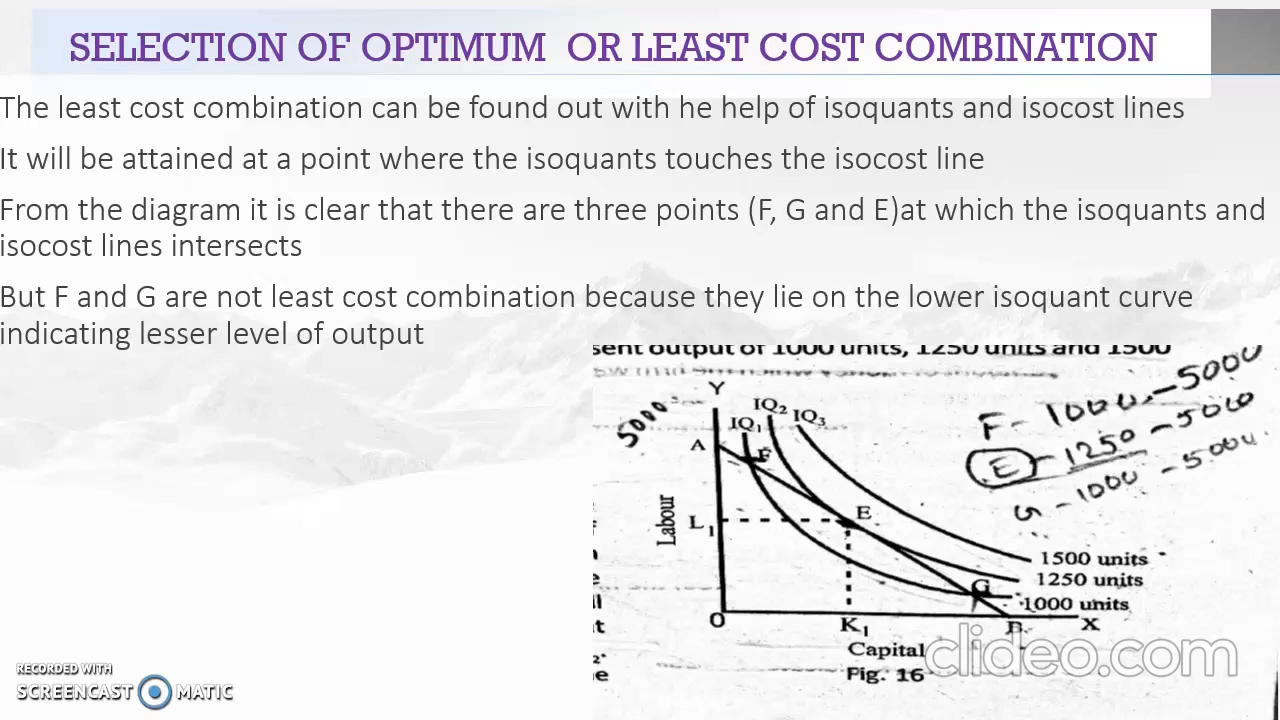 SELECTION OF OPTIMUM OR LEAST COST COMBINATION
The least cost combination can be found out with he help of isoquants and isocost lines
It will be attained at a point where the isoquants touches the isocost line
From the diagram it is clear that there are three points (F, G and E)at which the isoquants and
isocost lines intersects
But F and G are not least cost combination because they lie on the lower isoquant curve
indicating lesser level of output
sent output of 1000 units, 1250 units and 1500
Y
5000
IQ1 IQ2 IQ3
F - 1000 - 5000
E - 1250 - 5000
G - 1000 - 5000
A
F
Labour
L1
E
1500 units
1250 units
G
1000 units
O
K1
B
X
Capital
Fig. 16
clideo.com
RECORDED WITH
SCREENCAST MATIC